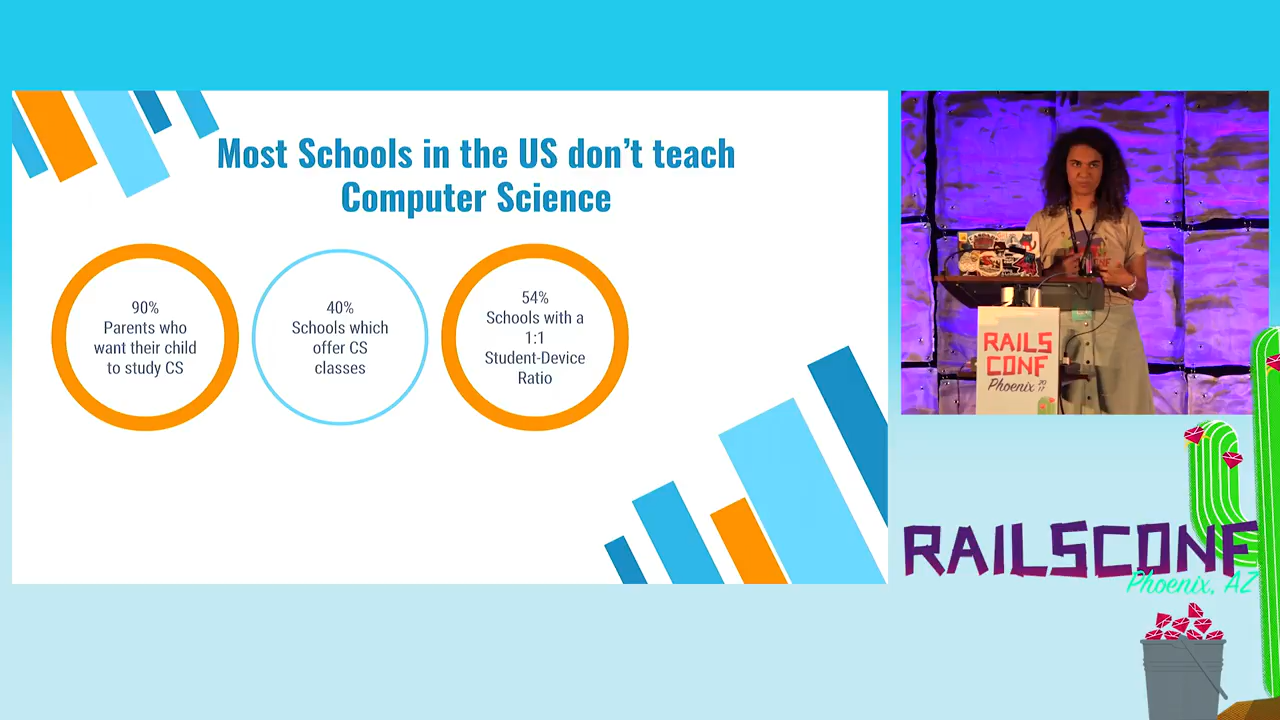 Most Schools in the US don't teach
Computer Science
90%
Parents who
want their child
to study CS
40%
Schools which
offer CS
classes
54%
Schools with a
1:1
Student-Device
Ratio
RAILS
CONF
Phoenix 20
17
RAILSCONF
Phoenix, AZ